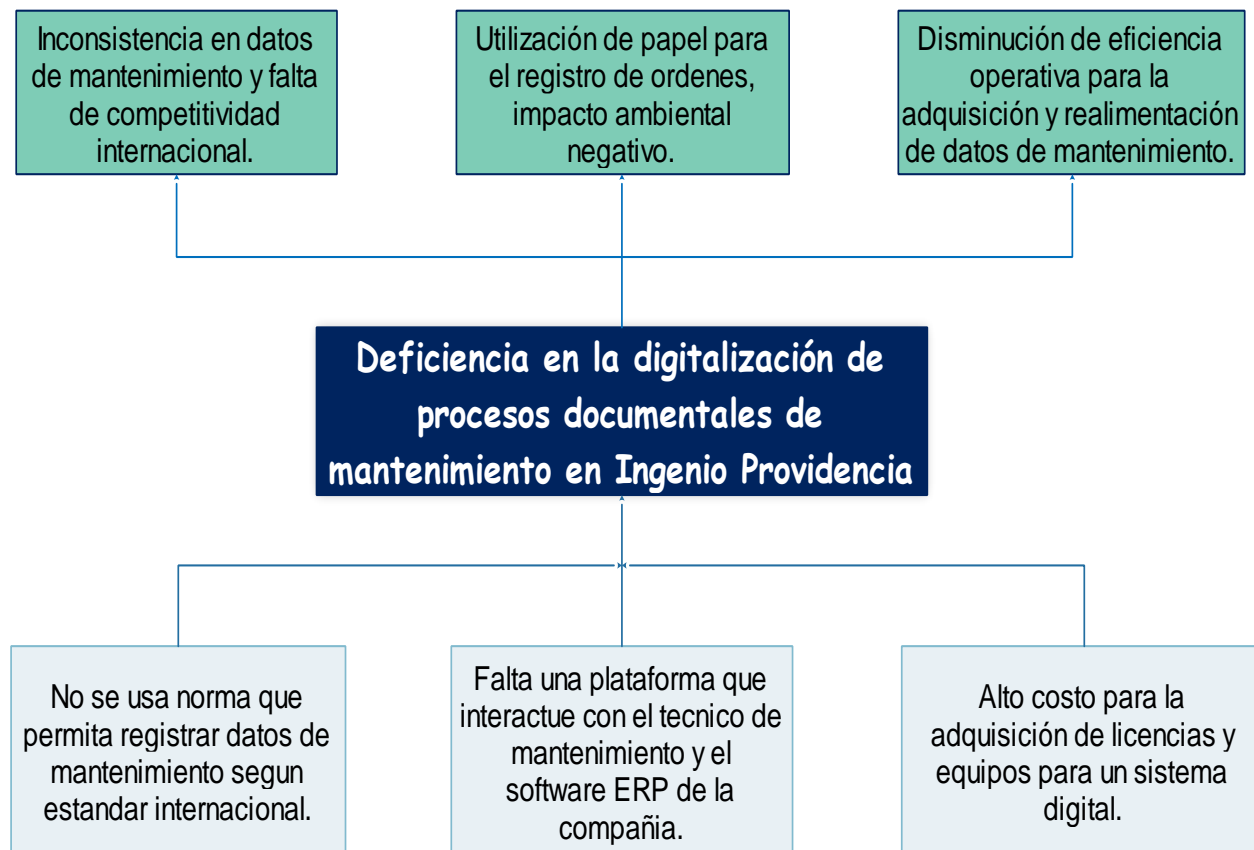 Inconsistencia en datos
de mantenimiento y falta
de competitividad
internacional.
Utilización de papel para
el registro de ordenes,
impacto ambiental
negativo.
Disminución de eficiencia
operativa para la
adquisición y realimentación
de datos de mantenimiento.
Deficiencia en la digitalización de
procesos documentales de
mantenimiento en Ingenio Providencia
No se usa norma que
permita registrar datos de
mantenimiento segun
estandar internacional.
Falta una plataforma que
interactue con el tecnico de
mantenimiento y el
software ERP de la
compañia.
Alto costo para la
adquisición de licencias y
equipos para un sistema
digital.